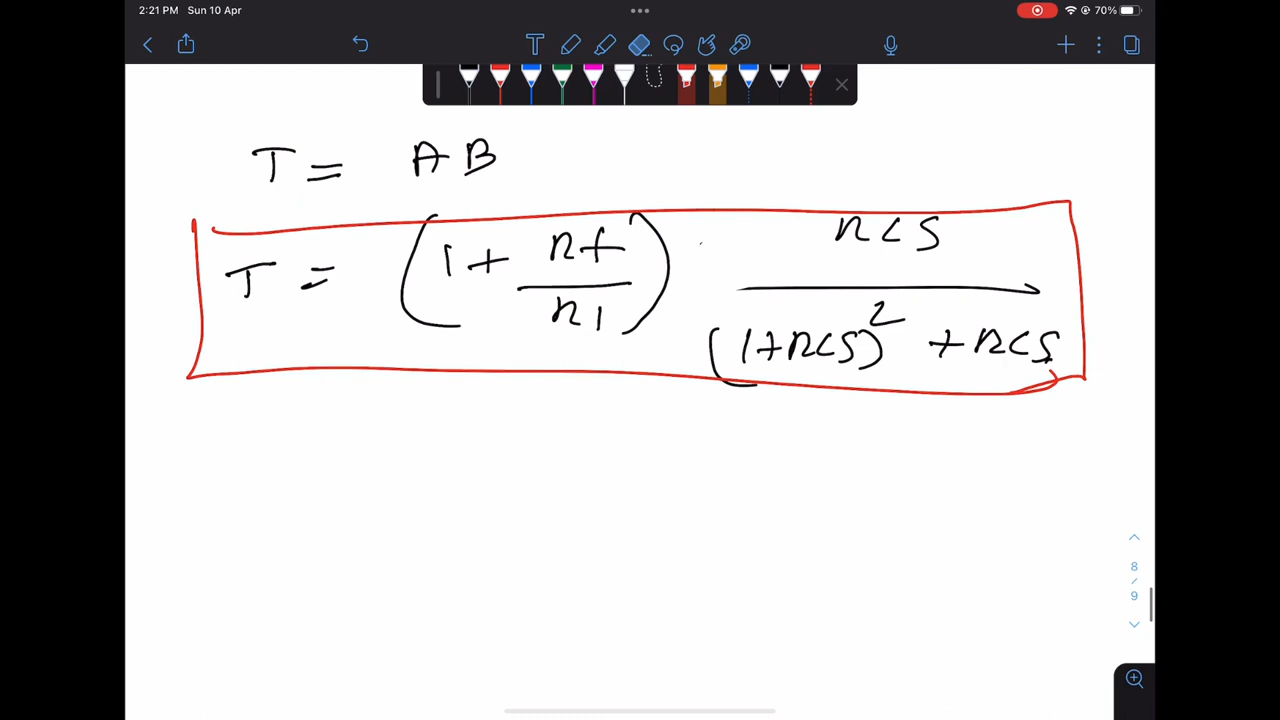 2:21 PM Sun 10 Apr 70%
T = AB
T = (1 + Rf / R1) RCS / ((1+RCS)² + RCS)
8
/
9